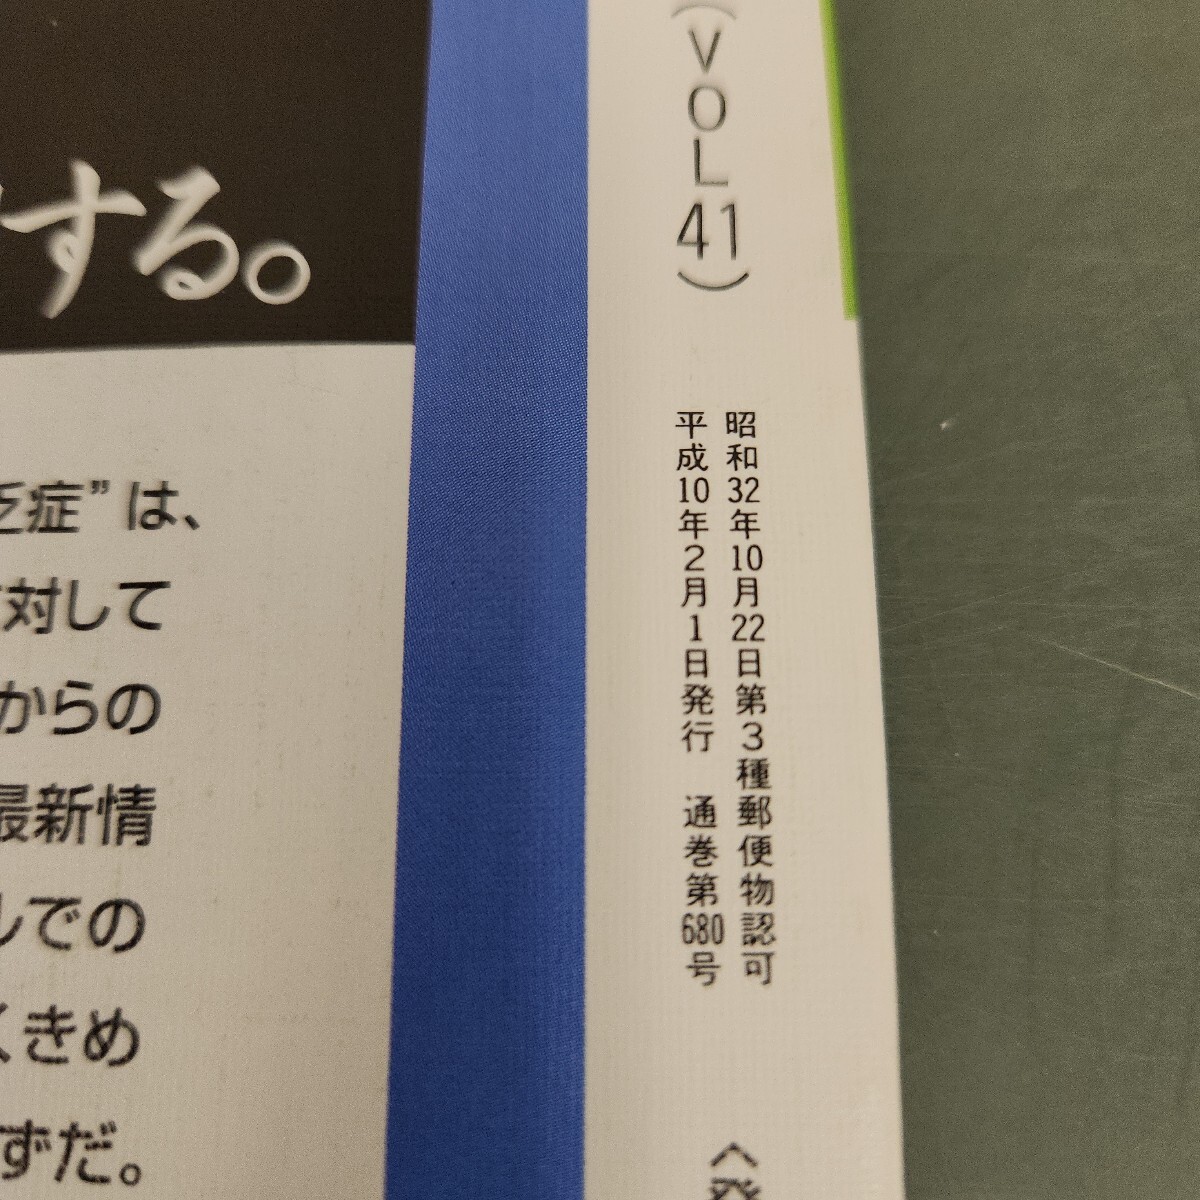 (VOL41)
昭和32年10月22日第3種郵便物認可
平成10年2月1日発行 通巻第680号
する。
乏症”は、
対して
からの
最新情
ルでの
くきめ
ずだ。